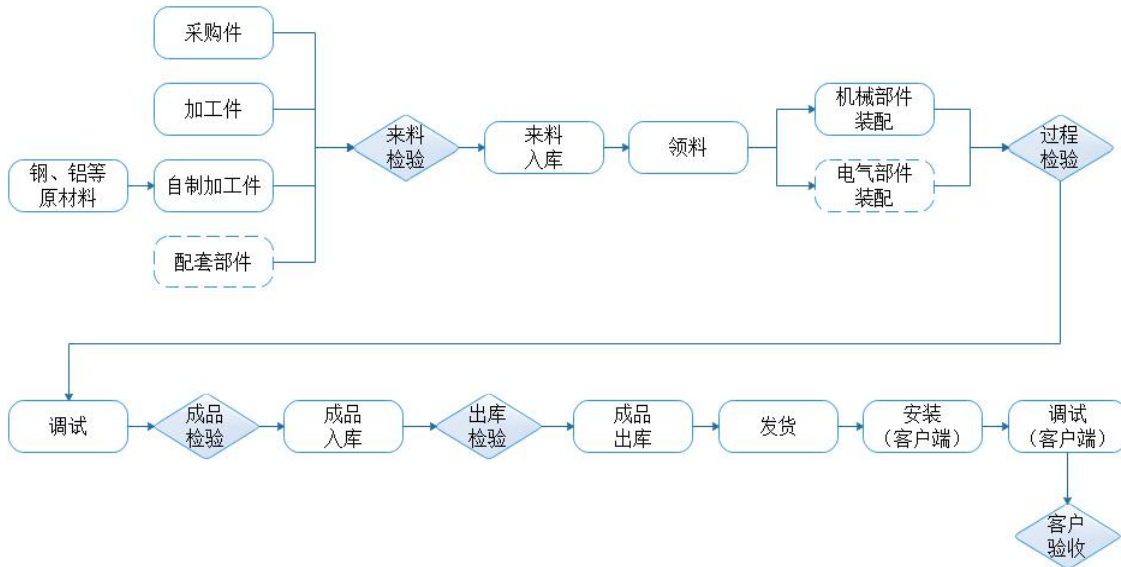 采购件
加工件
钢、铝等
原材料
自制加工件
配套部件
来料
检验
来料
入库
领料
机械部件
装配
电气部件
装配
过程
检验
调试
成品
检验
成品
入库
出库
检验
成品
出库
发货
安装
（客户端）
调试
（客户端）
客户
验收